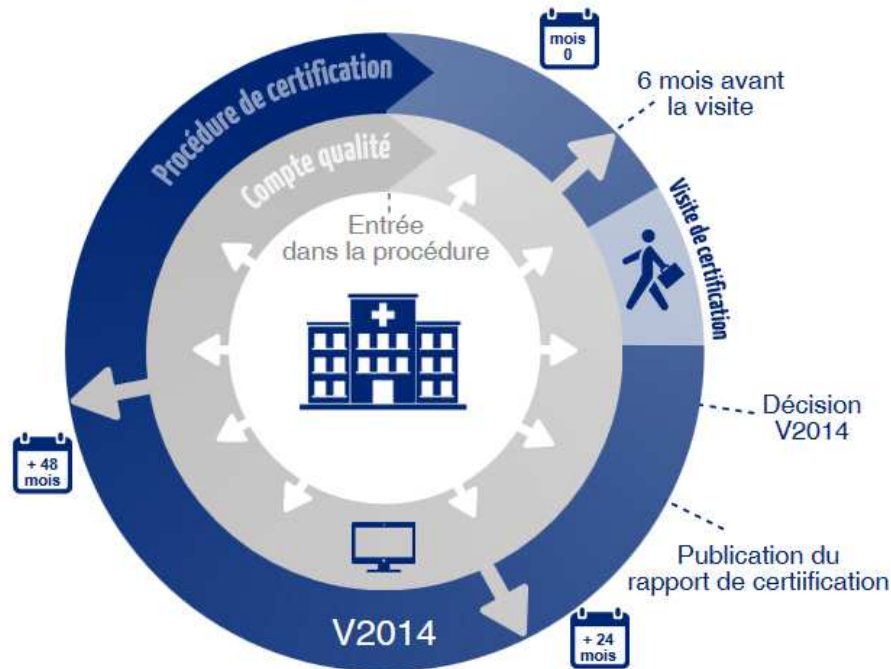 mois
0
Procédure de certification
Compte qualité
6 mois avant
la visite
Entrée
dans la procédure
Visite de certification
Décision
V2014
+ 48
mois
Publication du
rapport de certiification
V2014
+ 24
mois